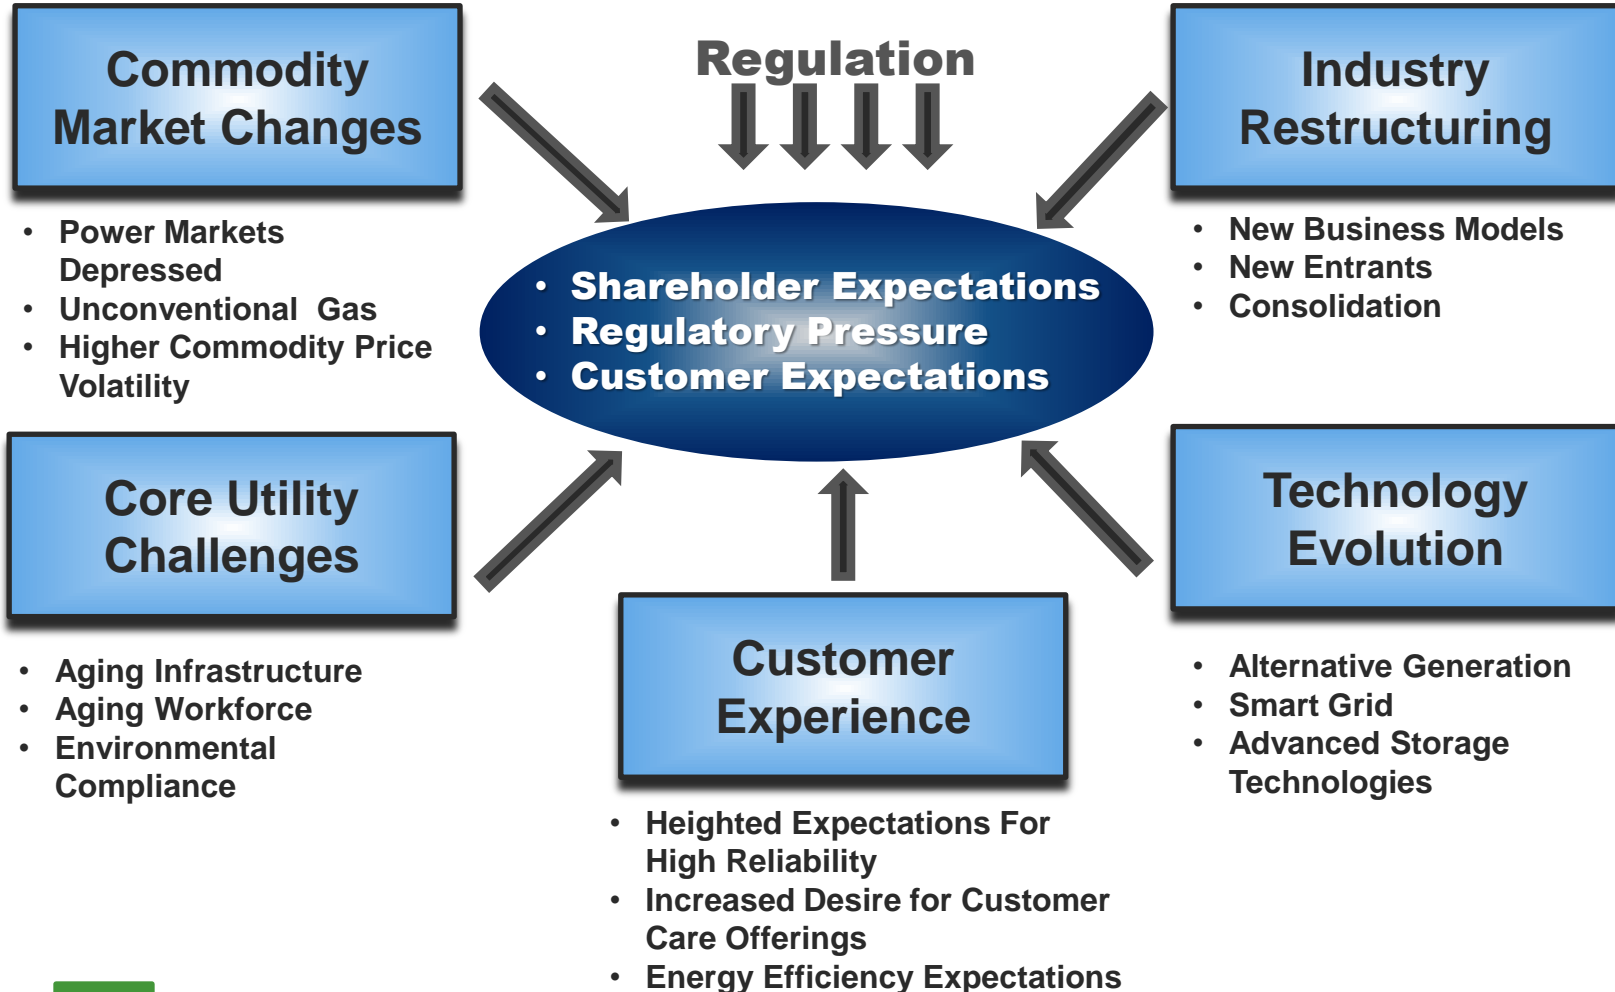 Commodity
Market Changes
• Power Markets
Depressed
• Unconventional  Gas
• Higher Commodity Price
Volatility
Regulation
Industry
Restructuring
• New Business Models
• New Entrants
• Consolidation
• Shareholder Expectations
• Regulatory Pressure
• Customer Expectations
Core Utility
Challenges
• Aging Infrastructure
• Aging Workforce
• Environmental
Compliance
Customer
Experience
• Heighted Expectations For
High Reliability
• Increased Desire for Customer
Care Offerings
• Energy Efficiency Expectations
Technology
Evolution
• Alternative Generation
• Smart Grid
• Advanced Storage
Technologies